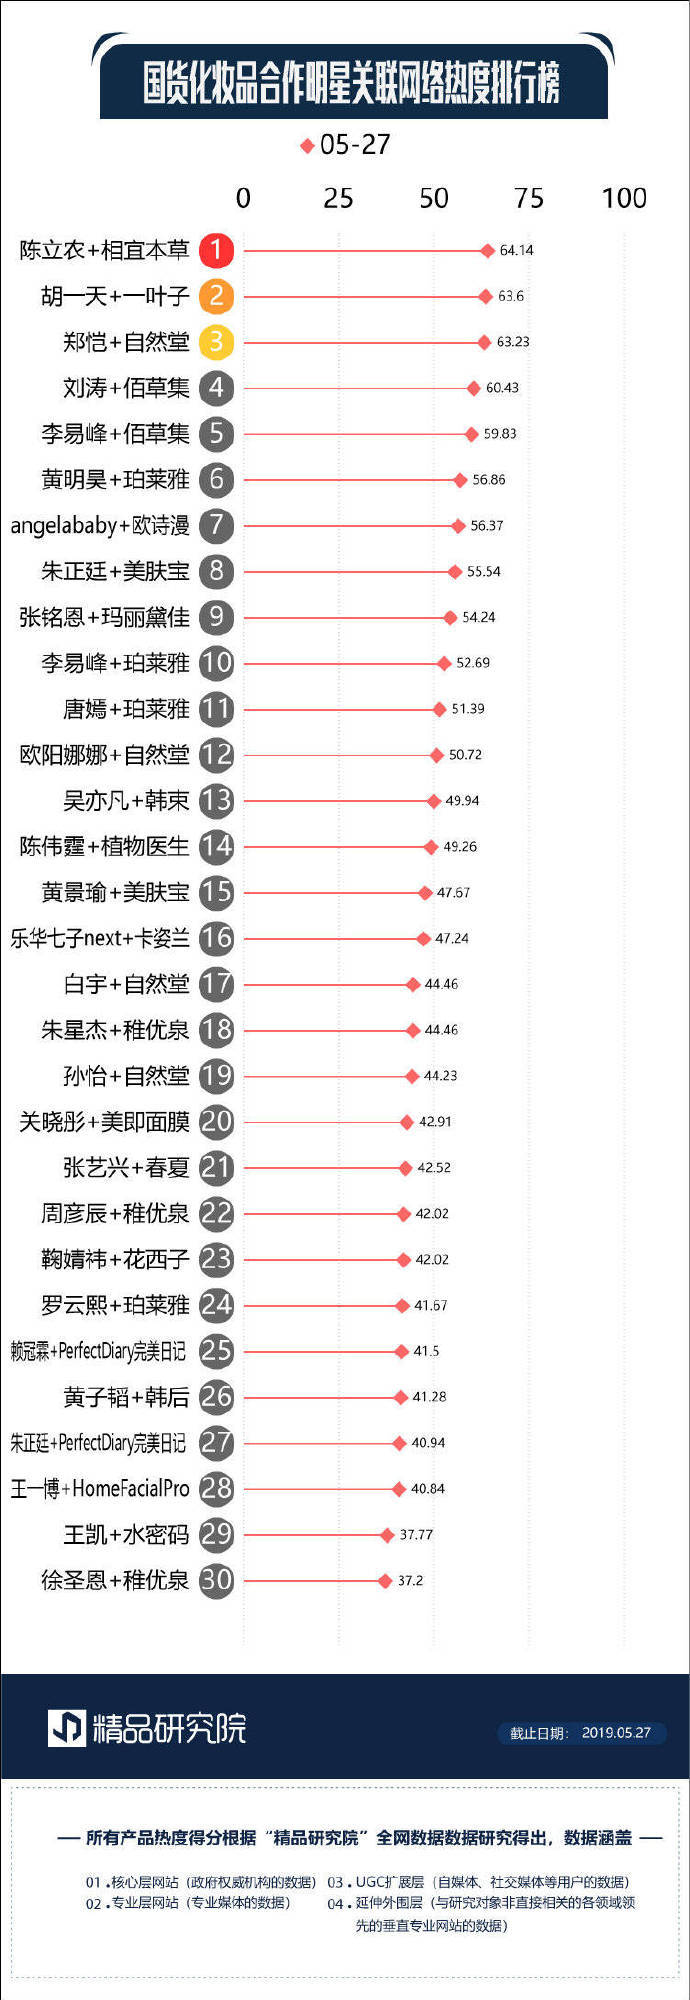 国货化妆品合作明星关联网络热度排行榜
05-27
0 25 50 75 100
陈立农+相宜本草 1 64.14
胡一天+一叶子 2 63.6
郑恺+自然堂 3 63.23
刘涛+佰草集 4 60.43
李易峰+佰草集 5 59.83
黄明昊+珀莱雅 6 56.86
angelababy+欧诗漫 7 56.37
朱正廷+美肤宝 8 55.54
张铭恩+玛丽黛佳 9 54.24
李易峰+珀莱雅 10 52.69
唐嫣+珀莱雅 11 51.39
欧阳娜娜+自然堂 12 50.72
吴亦凡+韩束 13 49.94
陈伟霆+植物医生 14 49.26
黄景瑜+美肤宝 15 47.67
乐华七子next+卡姿兰 16 47.24
白宇+自然堂 17 44.46
朱星杰+稚优泉 18 44.46
孙怡+自然堂 19 44.23
关晓彤+美即面膜 20 42.91
张艺兴+春夏 21 42.52
周彦辰+稚优泉 22 42.02
鞠婧祎+花西子 23 42.02
罗云熙+珀莱雅 24 41.67
赖冠霖+PerfectDiary完美日记 25 41.5
黄子韬+韩后 26 41.28
朱正廷+PerfectDiary完美日记 27 40.94
王一博+HomeFacialPro 28 40.84
王凯+水密码 29 37.77
徐圣恩+稚优泉 30 37.2
精品研究院
截止日期： 2019.05.27
所有产品热度得分根据“精品研究院”全网数据数据研究得出，数据涵盖
01.核心层网站（政府权威机构的数据） 03.UGC扩展层（自媒体、社交媒体等用户的数据）
02.专业层网站（专业媒体的数据） 04.延伸外围层（与研究对象非直接相关的各领域领
先的垂直专业网站的数据）